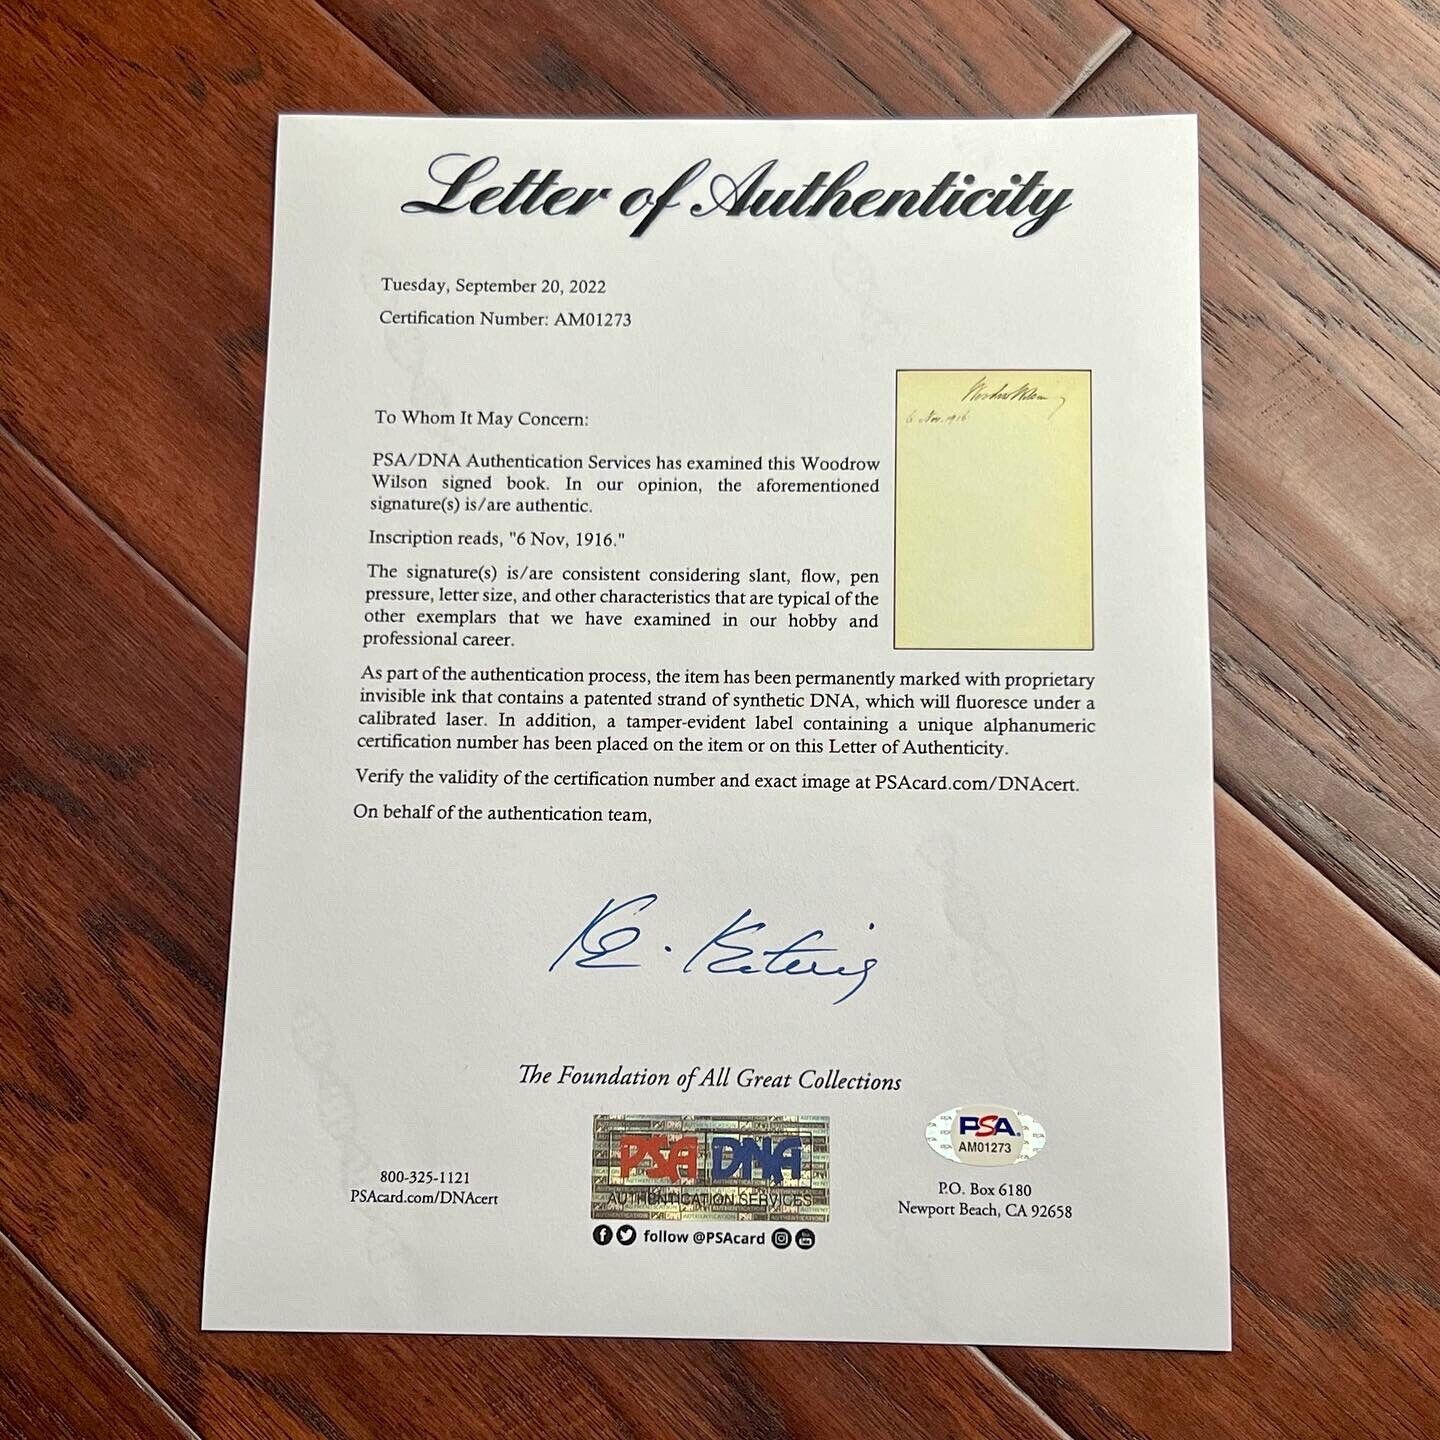 Letter of Authenticity
Tuesday, September 20, 2022
Certification Number: AM01273
To Whom It May Concern:
PSA/DNA Authentication Services has examined this Woodrow
Wilson signed book. In our opinion, the aforementioned
signature(s) is/are authentic.
Inscription reads, "6 Nov, 1916."
The signature(s) is/are consistent considering slant, flow, pen
pressure, letter size, and other characteristics that are typical of the
other exemplars that we have examined in our hobby and
professional career.
Woodrow Wilson
6 Nov. 1916
As part of the authentication process, the item has been permanently marked with proprietary
invisible ink that contains a patented strand of synthetic DNA, which will fluoresce under a
calibrated laser. In addition, a tamper-evident label containing a unique alphanumeric
certification number has been placed on the item or on this Letter of Authenticity.
Verify the validity of the certification number and exact image at PSAcard.com/DNAcert.
On behalf of the authentication team,
The Foundation of All Great Collections
800-325-1121
PSAcard.com/DNAcert
PSA DNA
AUTHENTICATION SERVICES
follow @PSAcard
PSA
AM01273
P.O. Box 6180
Newport Beach, CA 92658